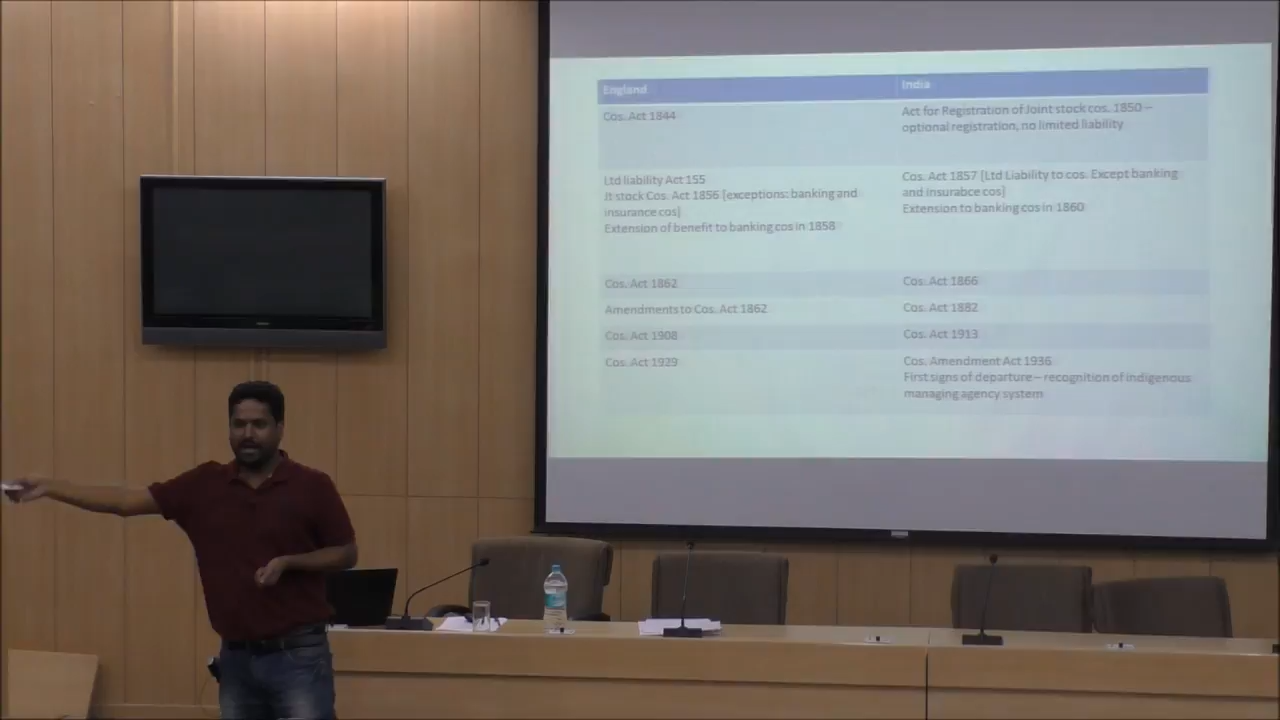 England
India
Cos. Act 1844
Act for Registration of Joint stock cos. 1850 –
optional registration, no limited liability
Ltd liability Act 155
Jt stock Cos. Act 1856 [exceptions: banking and
insurance cos]
Extension of benefit to banking cos in 1858
Cos. Act 1857 [Ltd Liability to cos. Except banking
and insurabce cos]
Extension to banking cos in 1860
Cos. Act 1862
Cos. Act 1866
Amendments to Cos. Act 1862
Cos. Act 1882
Cos. Act 1908
Cos. Act 1913
Cos. Act 1929
Cos. Amendment Act 1936
First signs of departure – recognition of indigenous
managing agency system